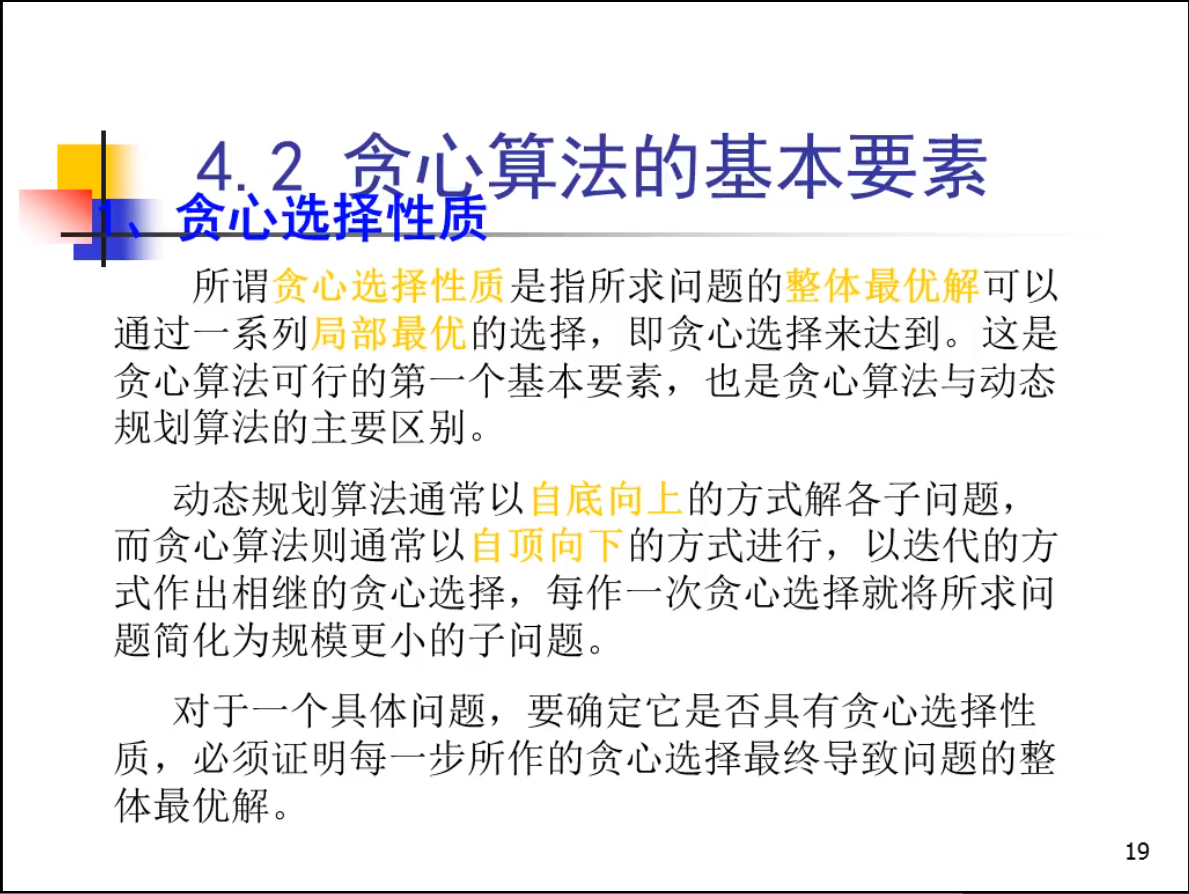 4.2 贪心算法的基本要素
1、贪心选择性质
所谓贪心选择性质是指所求问题的整体最优解可以
通过一系列局部最优的选择，即贪心选择来达到。这是
贪心算法可行的第一个基本要素，也是贪心算法与动态
规划算法的主要区别。
动态规划算法通常以自底向上的方式解各子问题，
而贪心算法则通常以自顶向下的方式进行，以迭代的方
式作出相继的贪心选择，每作一次贪心选择就将所求问
题简化为规模更小的子问题。
对于一个具体问题，要确定它是否具有贪心选择性
质，必须证明每一步所作的贪心选择最终导致问题的整
体最优解。
19